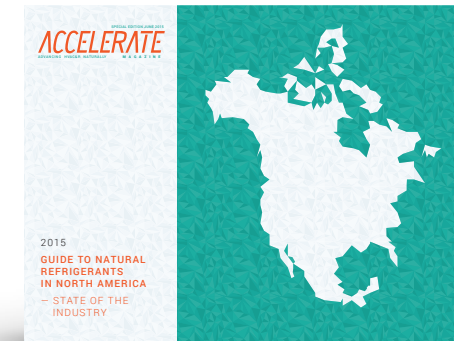 SPECIAL EDITION JUNE 2015
ACCELERATE
ADVANCING HVAC&R NATURALLY MAGAZINE
2015
GUIDE TO NATURAL
REFRIGERANTS
IN NORTH AMERICA
— STATE OF THE
INDUSTRY